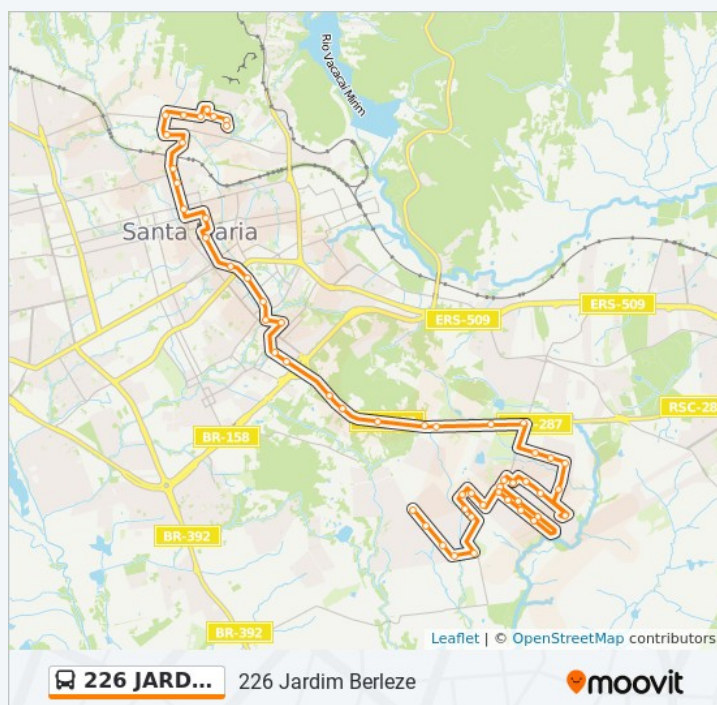 Rio Vacacaí Mirim
Santa Maria
ERS-509
ERS-509
RSC-28
-287
BR-158
BR-392
BR-392
Leaflet | © OpenStreetMap contributors
226 JARD...
226 Jardim Berleze
moovit